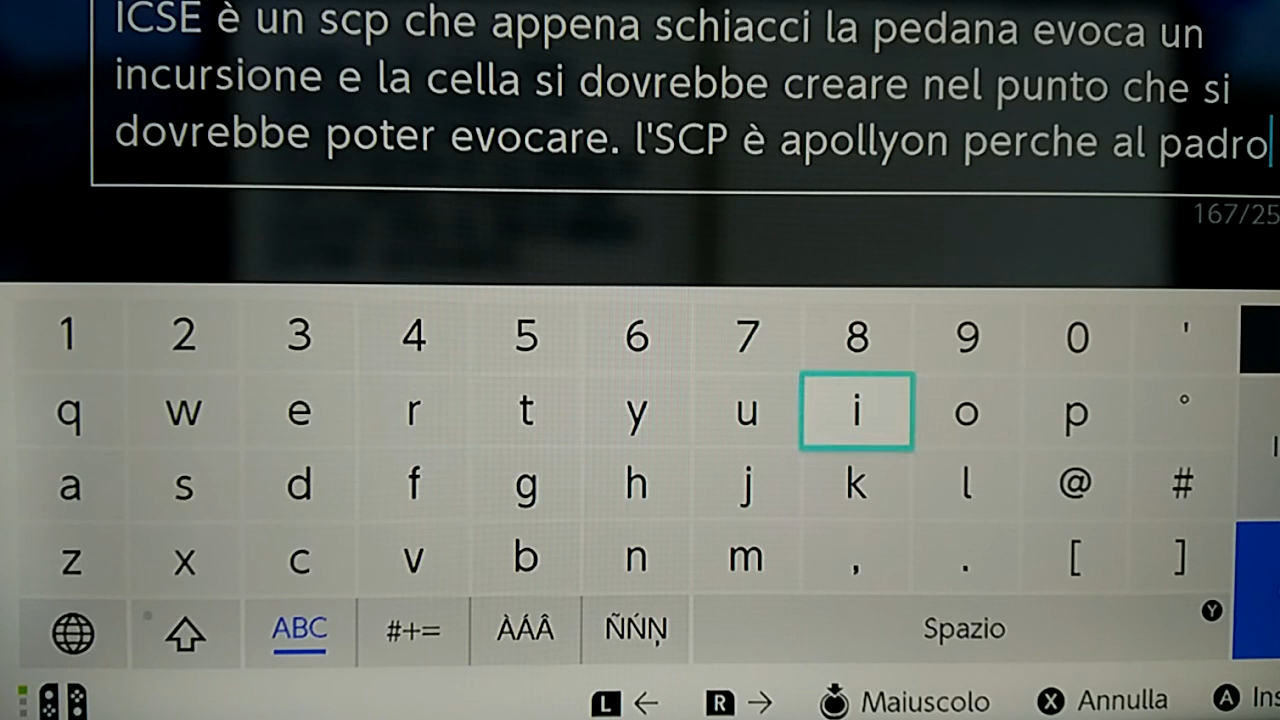 ICSE è un scp che appena schiacci la pedana evoca un
incursione e la cella si dovrebbe creare nel punto che si
dovrebbe poter evocare. l'SCP è apollyon perche al padro
167/25
1 2 3 4 5 6 7 8 9 0 '
q w e r t y u i o p °
a s d f g h j k l @ #
z x c v b n m , . [ ]
ABC #+= ÀÁÂ ÑŃŅ Spazio Y
L ← R → Maiuscolo X Annulla A Ins